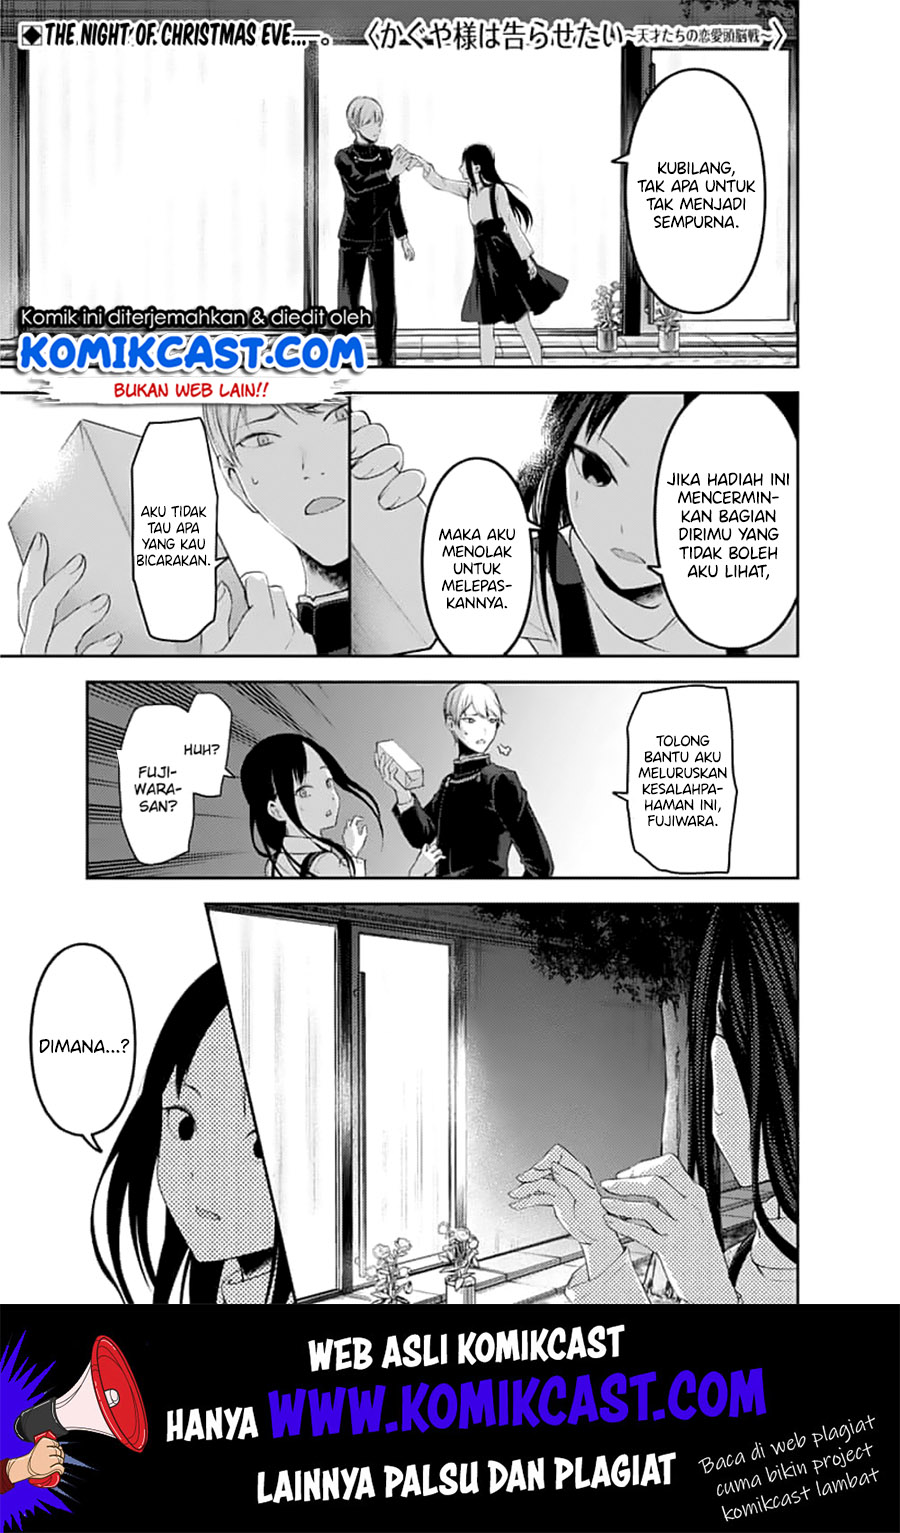 THE NIGHT OF CHRISTMAS EVE...—。
〈かぐや様は告らせたい~天才たちの恋愛頭脳戦~〉
KUBILANG,
TAK APA UNTUK
TAK MENJADI
SEMPURNA.
Komik ini diterjemahkan & diedit oleh
KOMIKCAST.COM
BUKAN WEB LAIN!!
JIKA HADIAH INI
MENCERMIN-
KAN BAGIAN
DIRIMU YANG
TIDAK BOLEH
AKU LIHAT,
MAKA AKU
MENOLAK
UNTUK
MELEPAS-
KANNYA.
AKU TIDAK
TAU APA
YANG KAU
BICARAKAN.
TOLONG
BANTU AKU
MELURUSKAN
KESALAHPA-
HAMAN INI,
FUJIWARA.
HUH?
FUJI-
WARA-
SAN?
DIMANA...?
WEB ASLI KOMIKCAST
HANYA WWW.KOMIKCAST.COM
LAINNYA PALSU DAN PLAGIAT
Baca di web plagiat
cuma bikin project
komikcast lambat